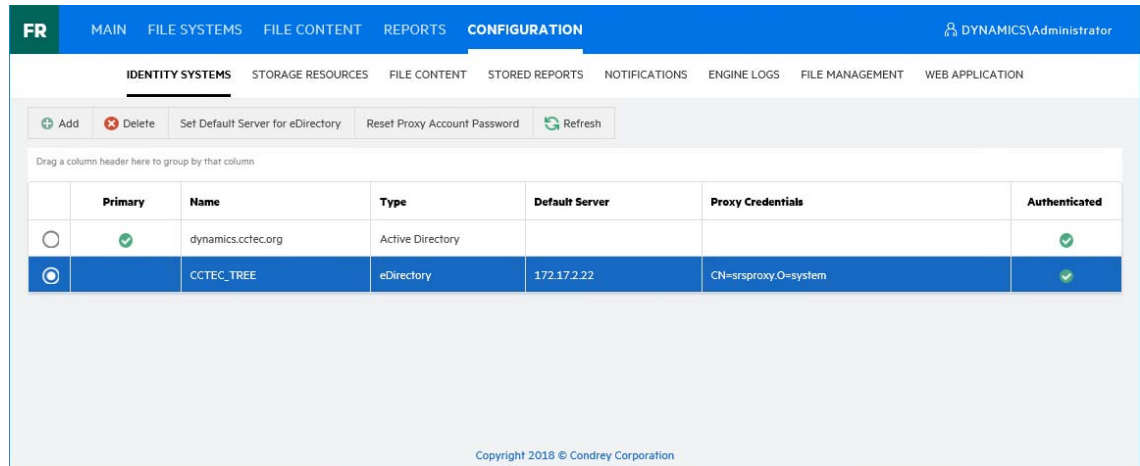 FR MAIN FILE SYSTEMS FILE CONTENT REPORTS CONFIGURATION DYNAMICS\Administrator
IDENTITY SYSTEMS STORAGE RESOURCES FILE CONTENT STORED REPORTS NOTIFICATIONS ENGINE LOGS FILE MANAGEMENT WEB APPLICATION
Add Delete Set Default Server for eDirectory Reset Proxy Account Password Refresh
Drag a column header here to group by that column
Primary Name Type Default Server Proxy Credentials Authenticated
dynamics.cctec.org Active Directory
CCTEC_TREE eDirectory 172.17.2.22 CN=srsproxy.O=system
Copyright 2018 © Condrey Corporation